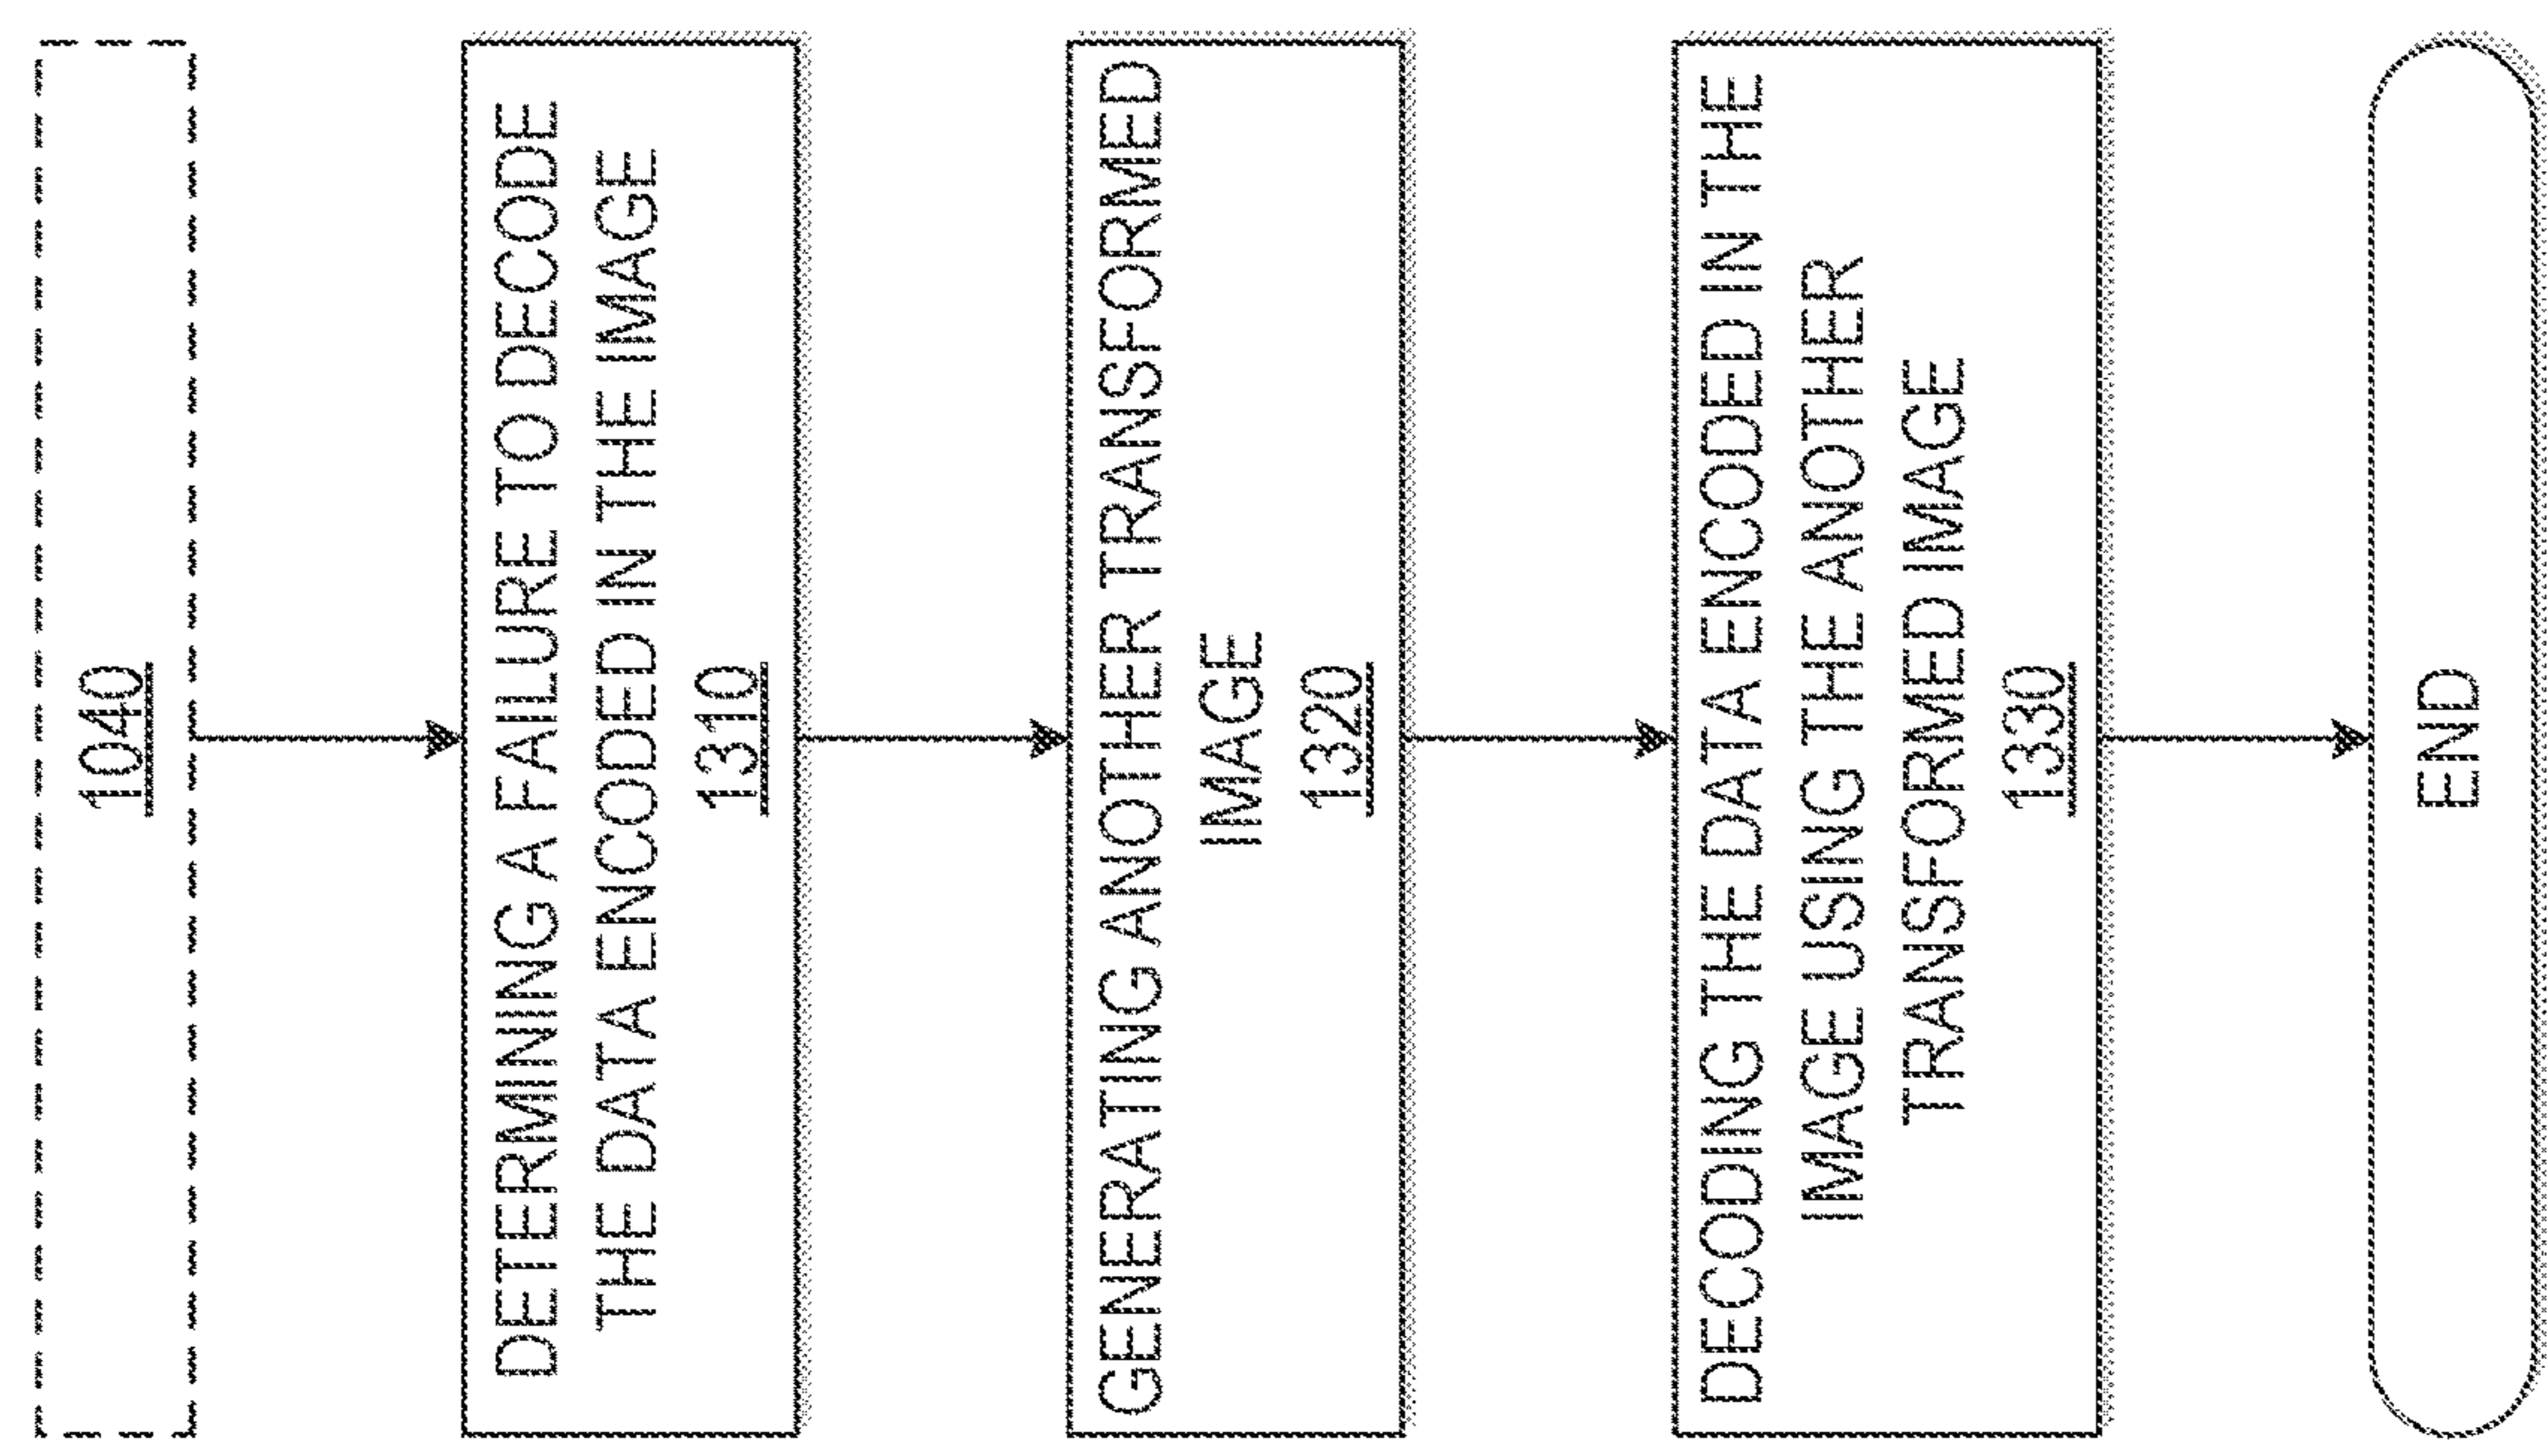 1040
DETERMINING A FAILURE TO DECODE
THE DATA ENCODED IN THE IMAGE
1310
GENERATING ANOTHER TRANSFORMED
IMAGE
1320
DECODING THE DATA ENCODED IN THE
IMAGE USING THE ANOTHER
TRANSFORMED IMAGE
1330
END